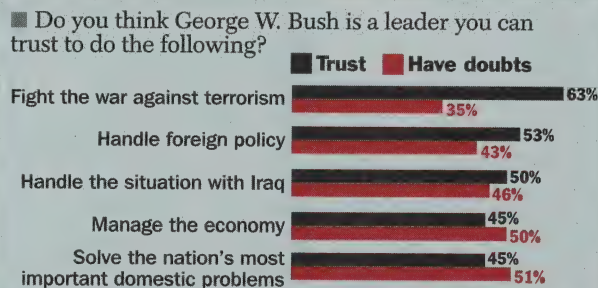 Do you think George W. Bush is a leader you can
trust to do the following?
Trust Have doubts
Fight the war against terrorism 63%
35%
Handle foreign policy 53%
43%
Handle the situation with Iraq 50%
46%
Manage the economy 45%
50%
Solve the nation's most 45%
important domestic problems 51%